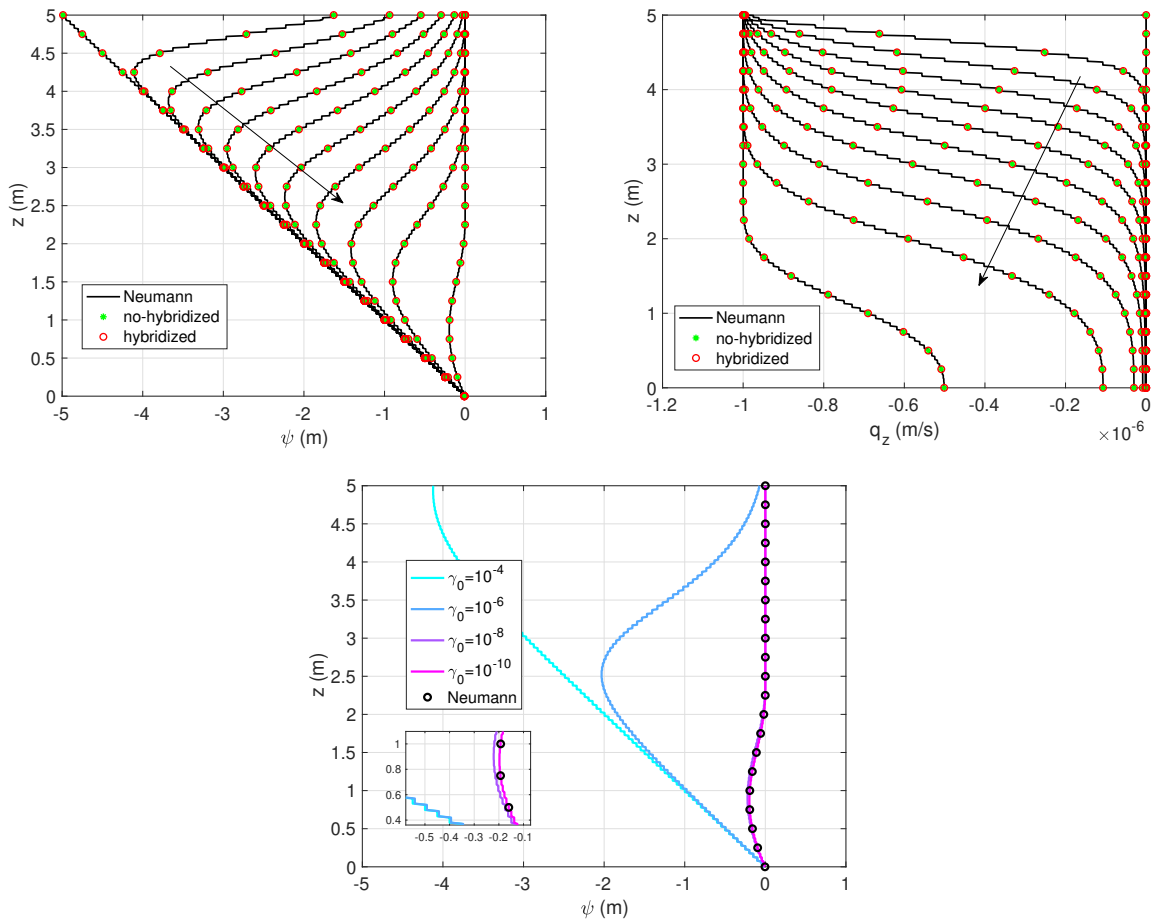 5
4.5
4
3.5
3
2.5
2
1.5
1
0.5
0
z (m)
Neumann
no-hybridized
hybridized
-5 -4 -3 -2 -1 0 1
ψ (m)
5
4.5
4
3.5
3
2.5
2
1.5
1
0.5
0
z (m)
Neumann
no-hybridized
hybridized
-1.2 -1 -0.8 -0.6 -0.4 -0.2 0
q_z (m/s)
×10^-6
5
4.5
4
3.5
3
2.5
2
1.5
1
0.5
0
z (m)
γ_0=10^-4
γ_0=10^-6
γ_0=10^-8
γ_0=10^-10
Neumann
1
0.8
0.6
0.4
-0.5 -0.4 -0.3 -0.2 -0.1
-5 -4 -3 -2 -1 0 1
ψ (m)